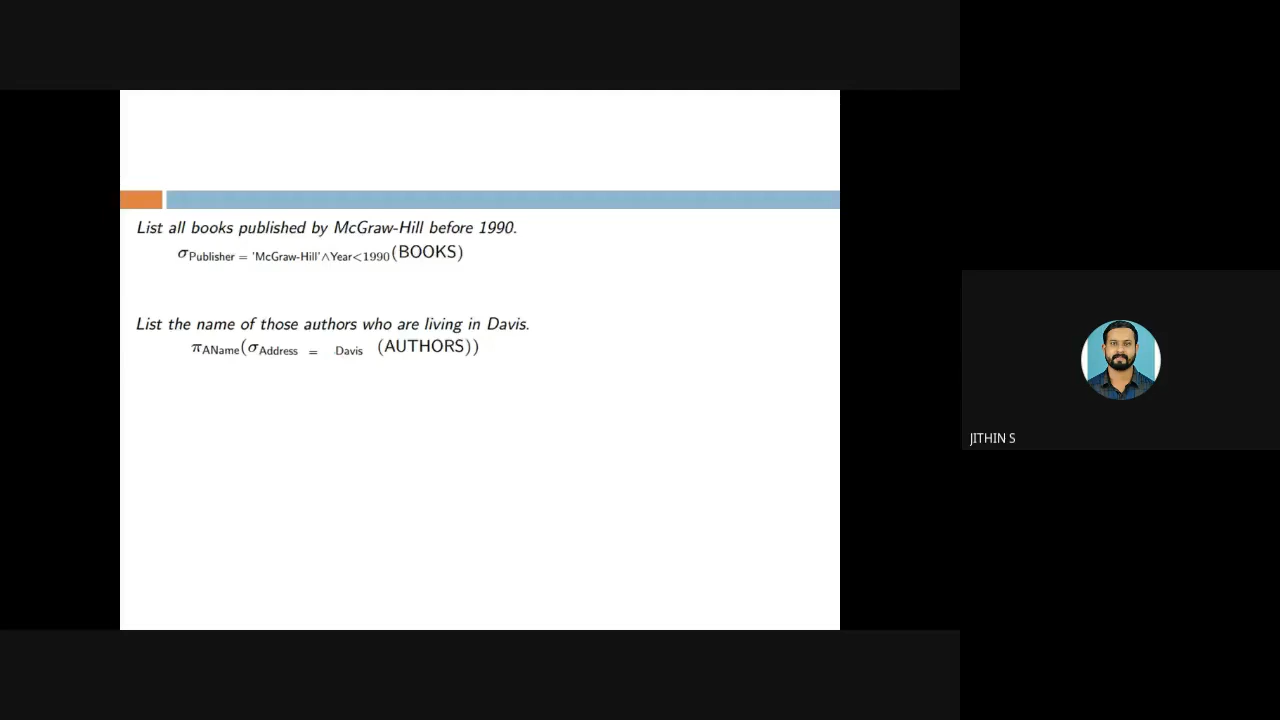 List all books published by McGraw-Hill before 1990.
σPublisher = 'McGraw-Hill'∧Year<1990(BOOKS)
List the name of those authors who are living in Davis.
πAName(σAddress = Davis (AUTHORS))
JITHIN S